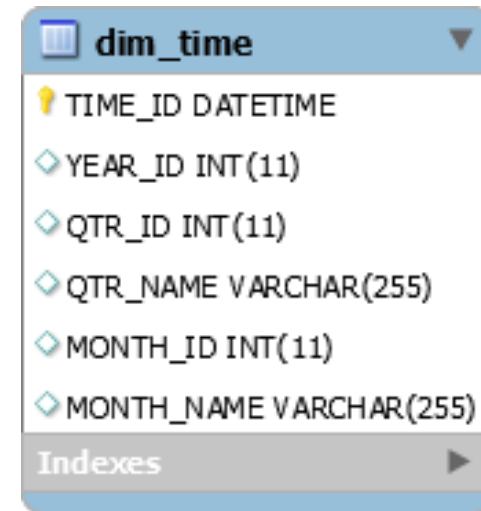 dim_time
TIME_ID DATETIME
YEAR_ID INT(11)
QTR_ID INT(11)
QTR_NAME VARCHAR(255)
MONTH_ID INT(11)
MONTH_NAME VARCHAR(255)
Indexes